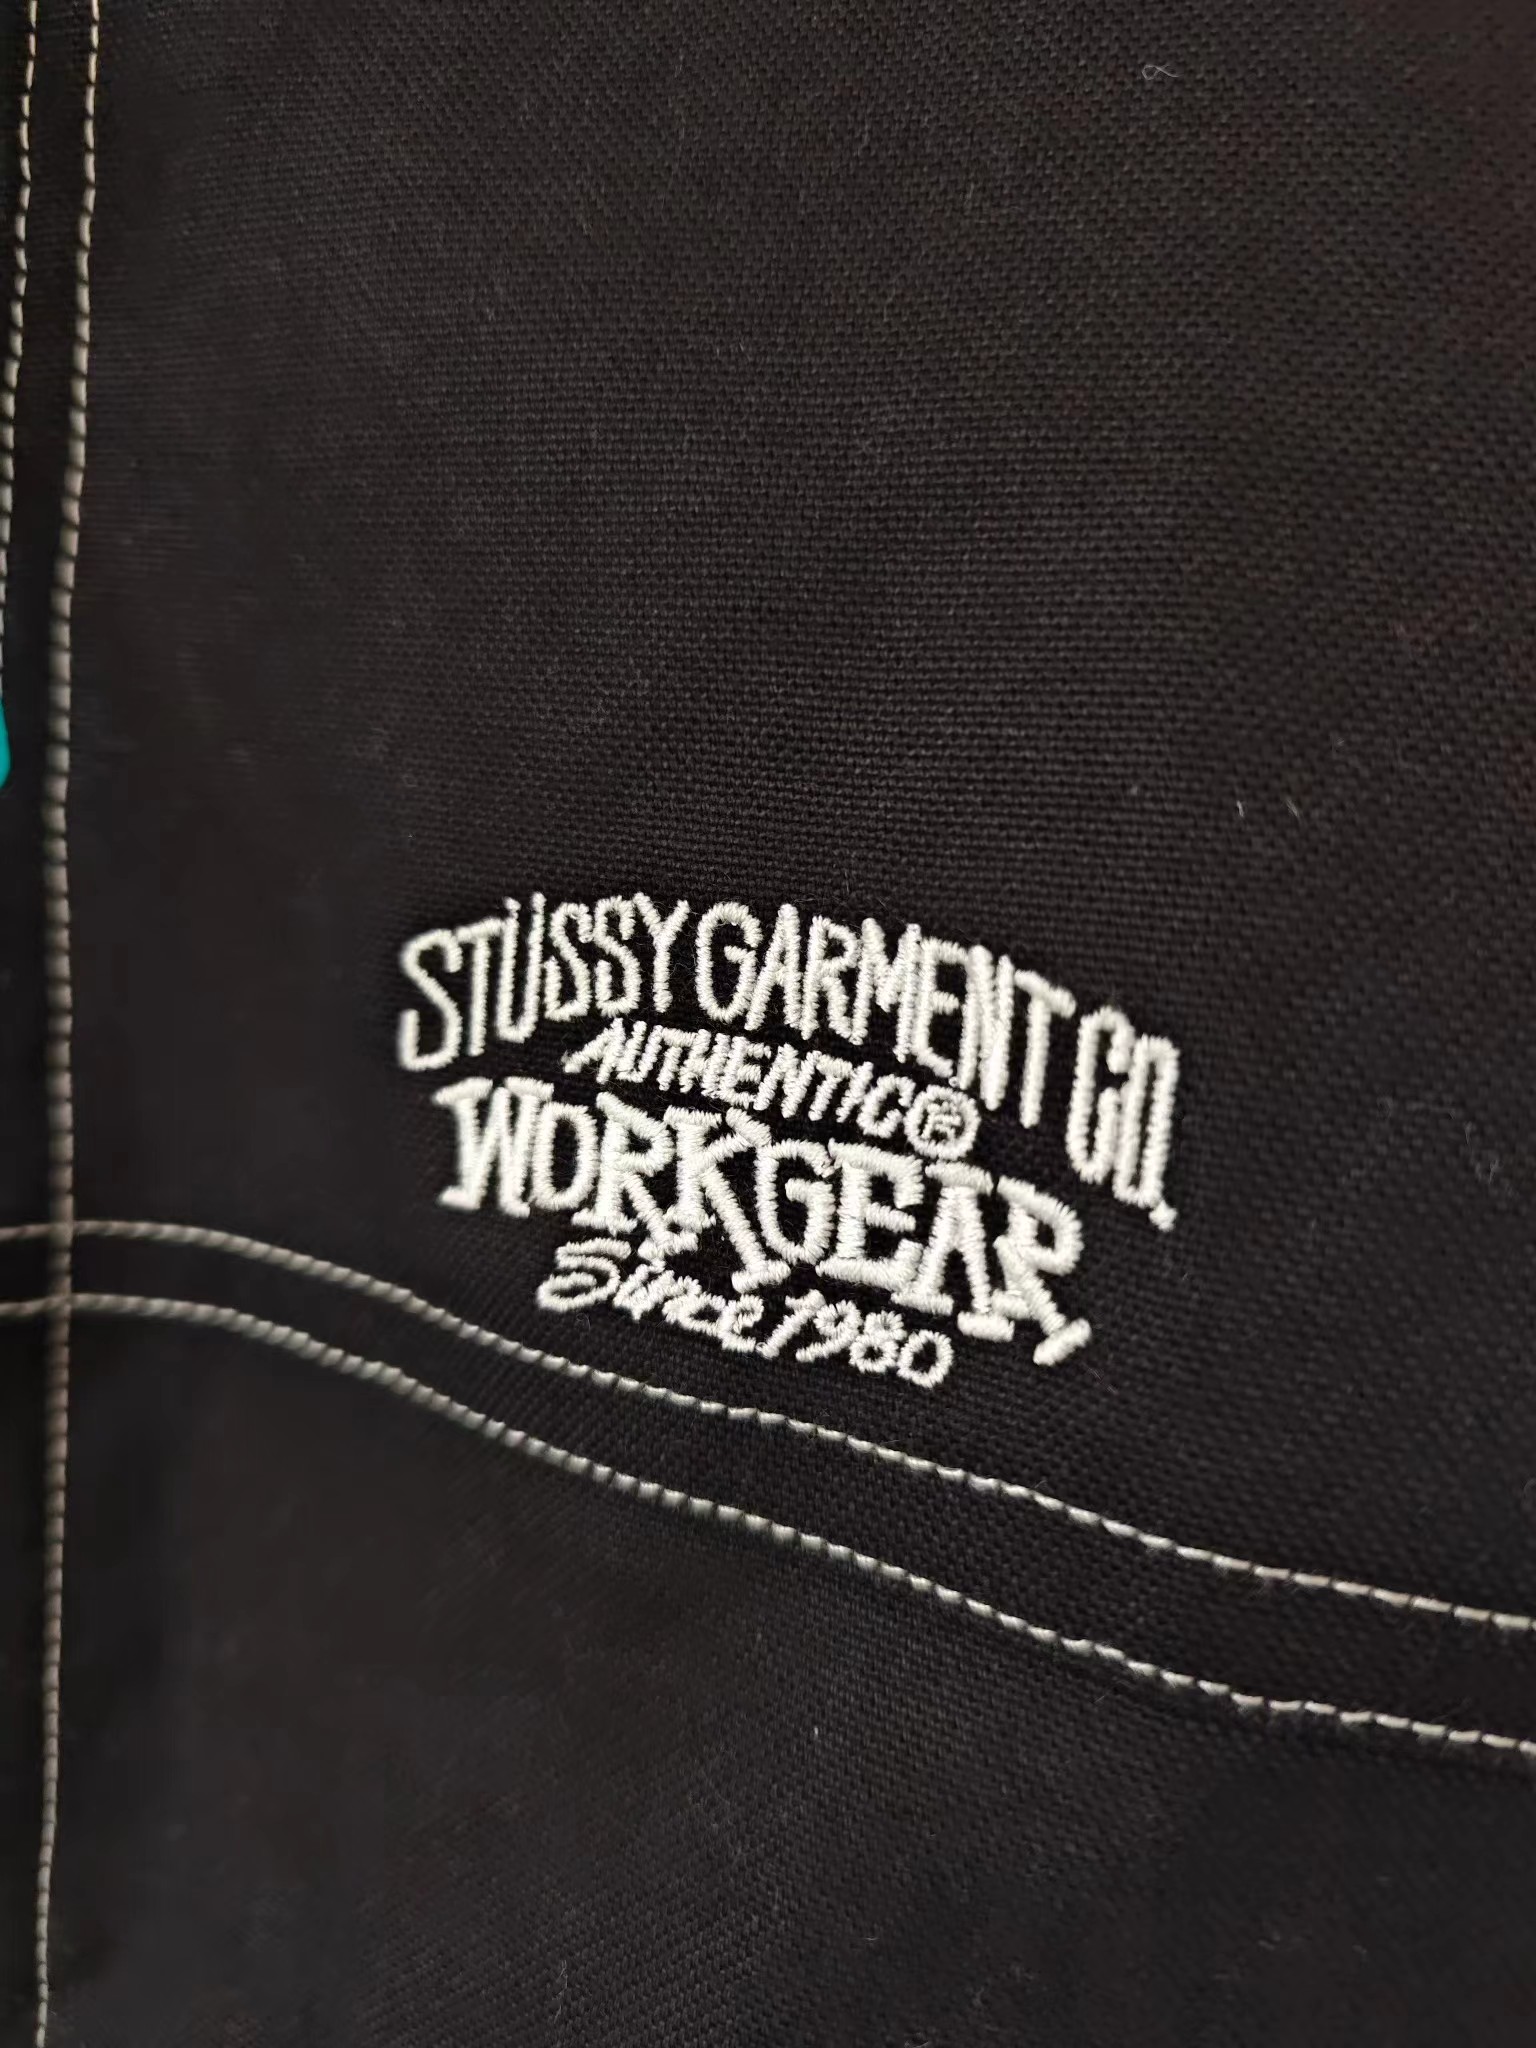 STÜSSY GARMENT CO.
AUTHENTIC®
WORKGEAR
Since 1980